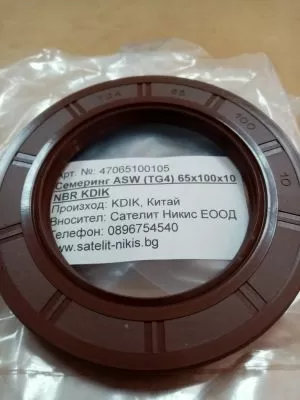 TG4 65 100 10
Арт. №: 47065100105
Семеринг ASW (TG4) 65x100x10
NBR KDIK
Произход: KDIK, Китай
Вносител: Сателит Никис ЕООД
Телефон: 0896754540
www.satelit-nikis.bg